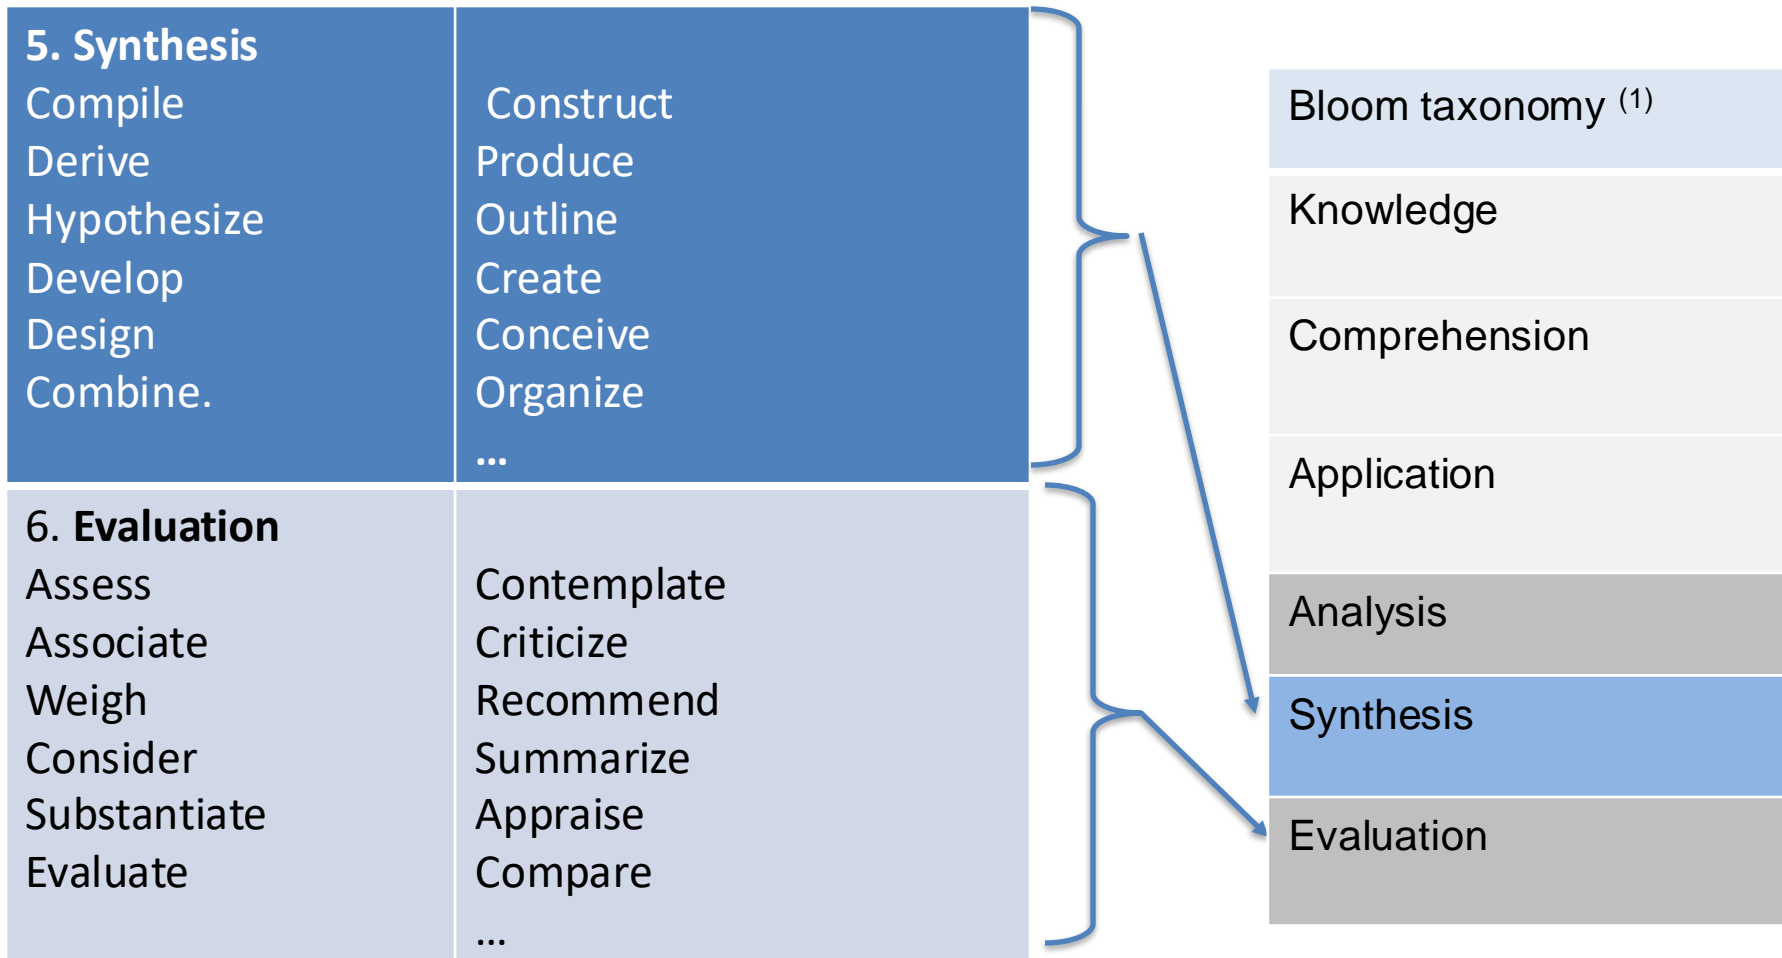 5. Synthesis
Compile
Derive
Hypothesize
Develop
Design
Combine.
Construct
Produce
Outline
Create
Conceive
Organize
...
6. Evaluation
Assess
Associate
Weigh
Consider
Substantiate
Evaluate
Contemplate
Criticize
Recommend
Summarize
Appraise
Compare
...
Bloom taxonomy (1)
Knowledge
Comprehension
Application
Analysis
Synthesis
Evaluation